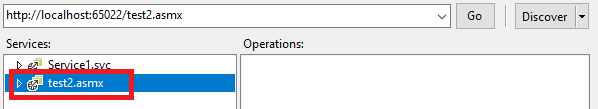 http://localhost:65022/test2.asmx Go Discover
Services: Operations:
Service1.svc
test2.asmx